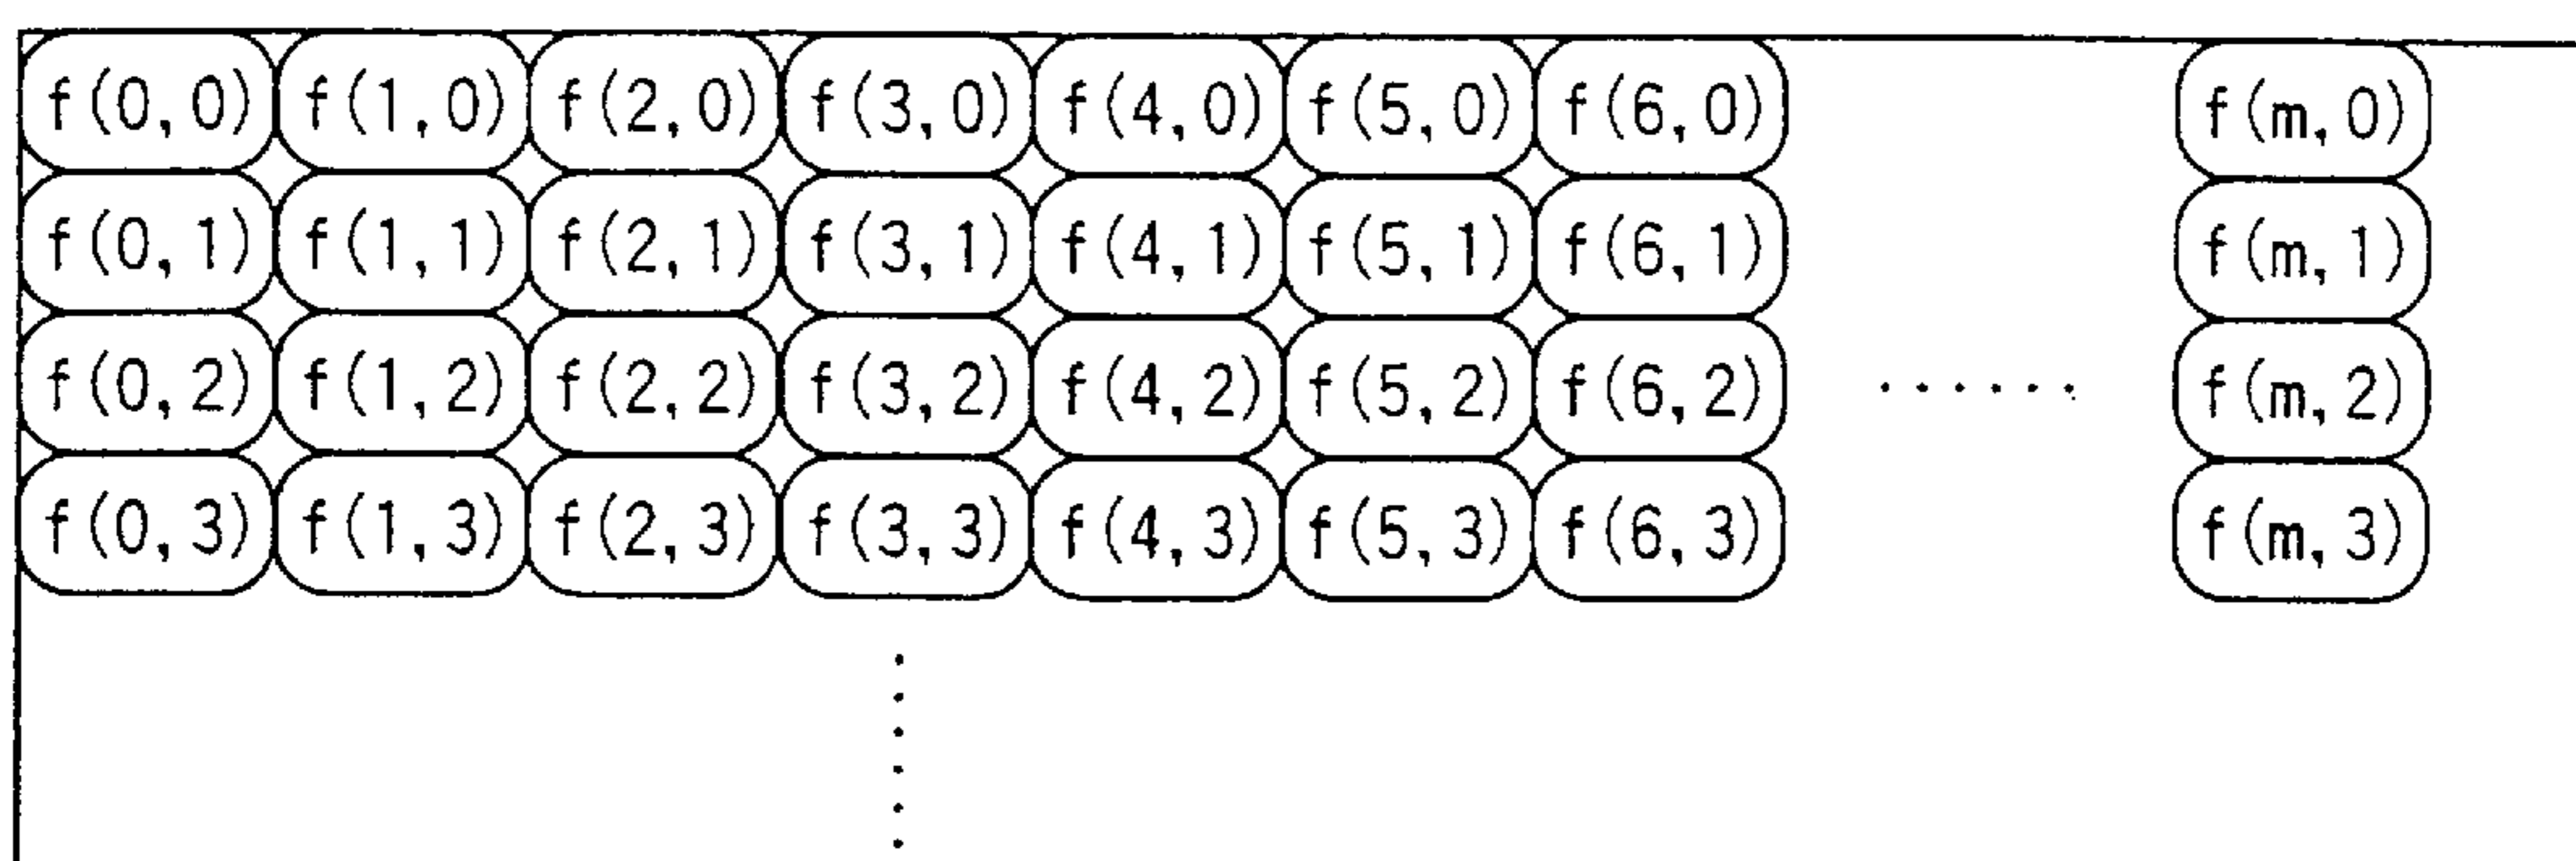 f(0,0) f(1,0) f(2,0) f(3,0) f(4,0) f(5,0) f(6,0) f(m,0)
f(0,1) f(1,1) f(2,1) f(3,1) f(4,1) f(5,1) f(6,1) f(m,1)
f(0,2) f(1,2) f(2,2) f(3,2) f(4,2) f(5,2) f(6,2) ...... f(m,2)
f(0,3) f(1,3) f(2,3) f(3,3) f(4,3) f(5,3) f(6,3) f(m,3)